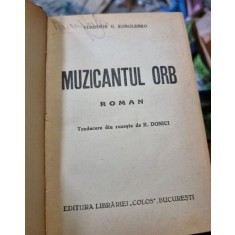 VLADIMIR G. KOROLENKO
MUZICANTUL ORB
ROMAN
Traducere din rusește de N. DONICI
EDITURA LIBRĂRIEI „COLOS”, BUCUREȘTI